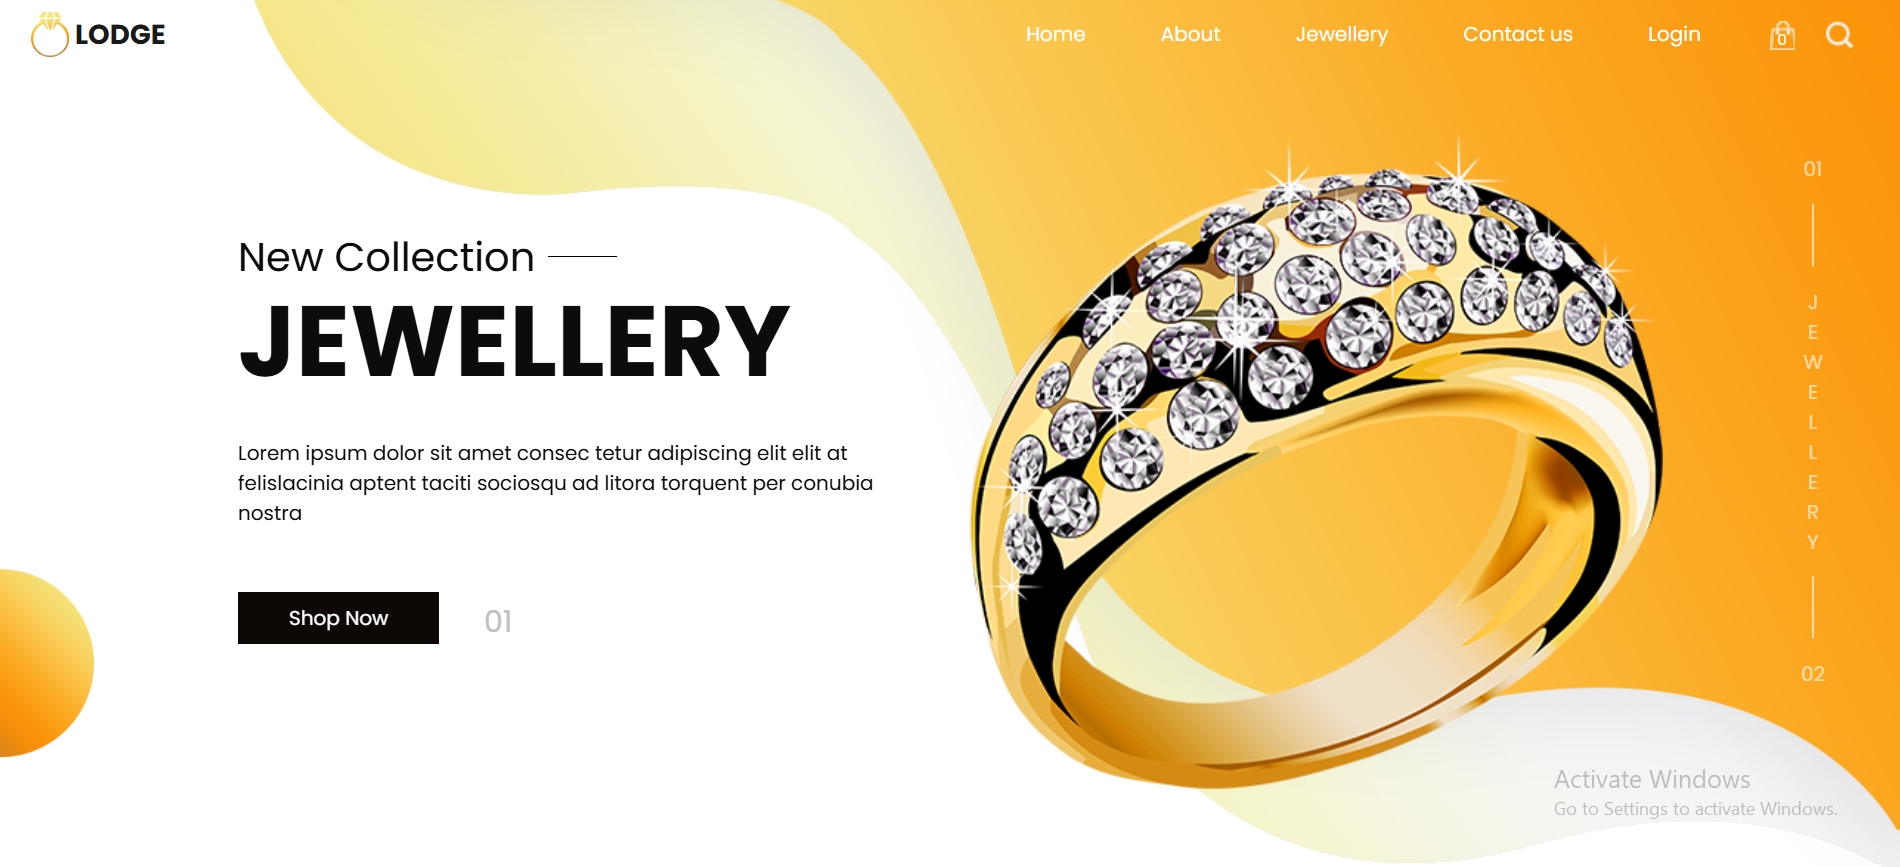 LODGE
Home About Jewellery Contact us Login 0
New Collection
JEWELLERY
Lorem ipsum dolor sit amet consec tetur adipiscing elit elit at
felislacinia aptent taciti sociosqu ad litora torquent per conubia
nostra
Shop Now 01
01
J
E
W
E
L
L
E
R
Y
02
Activate Windows
Go to Settings to activate Windows.